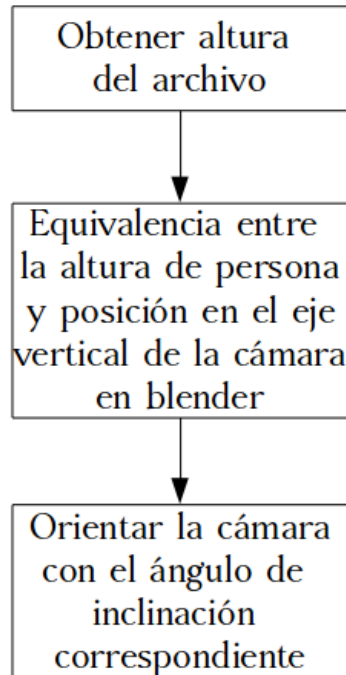 Obtener altura
del archivo
Equivalencia entre
la altura de persona
y posición en el eje
vertical de la cámara
en blender
Orientar la cámara
con el ángulo de
inclinación
correspondiente